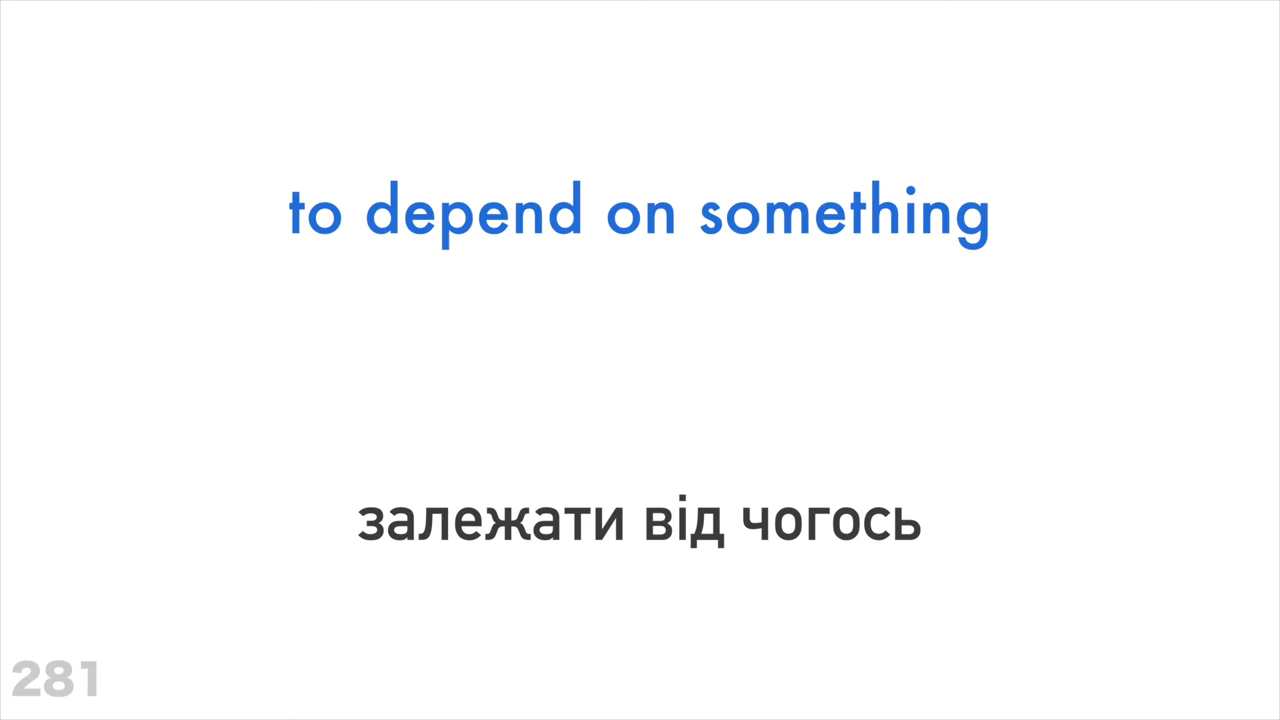 to depend on something
залежати від чогось
281